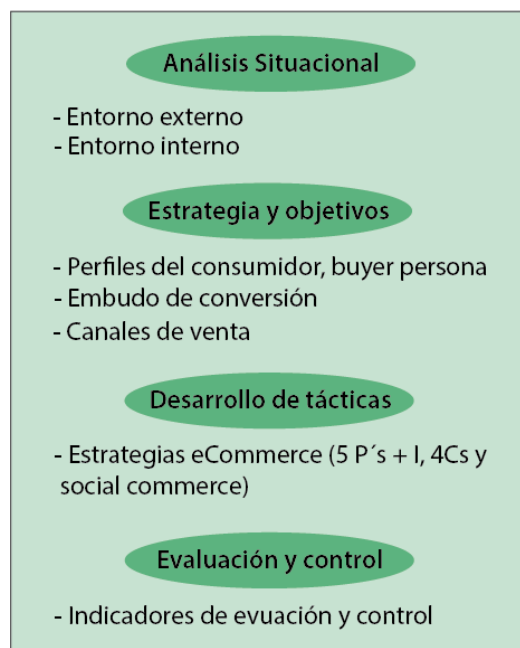 Análisis Situacional
- Entorno externo
- Entorno interno
Estrategia y objetivos
- Perfiles del consumidor, buyer persona
- Embudo de conversión
- Canales de venta
Desarrollo de tácticas
- Estrategias eCommerce (5 P´s + I, 4Cs y
social commerce)
Evaluación y control
- Indicadores de evuación y control